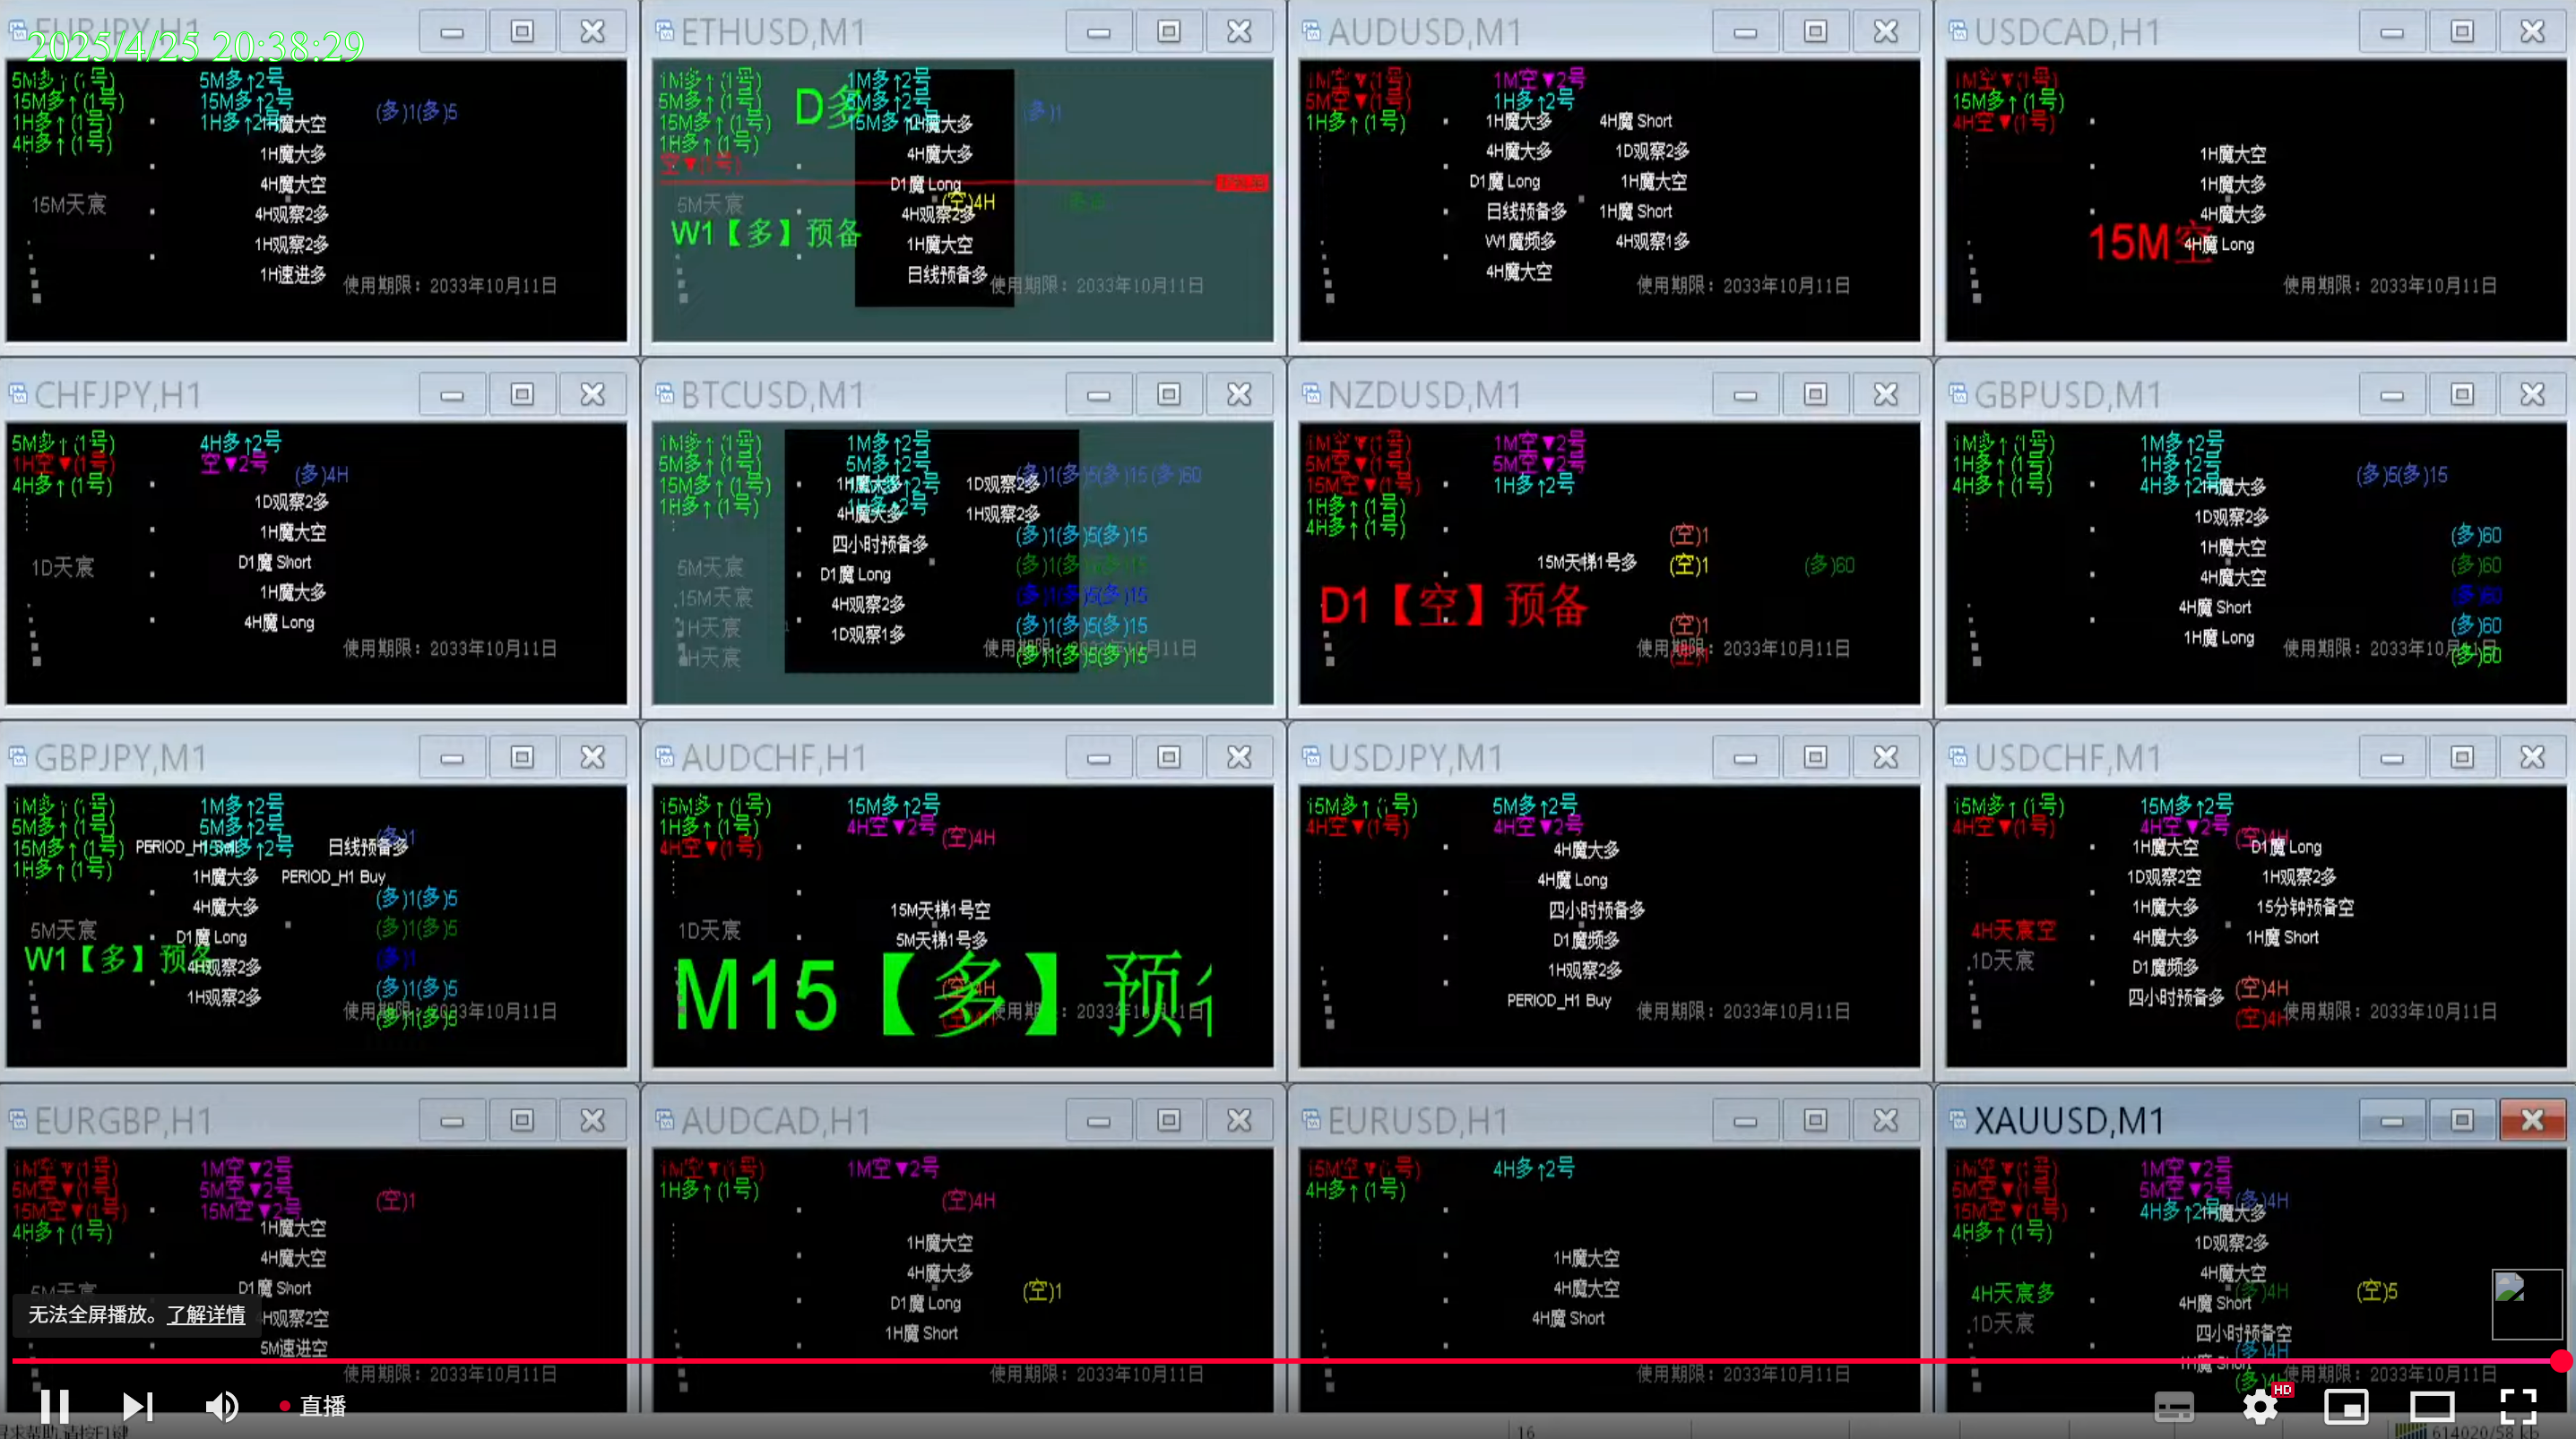 EURJPY,H1
2025/4/25 20:38:29
5M多↑(1号)
15M多↑(1号)
1H多↑(1号)
4H多↑(1号)
5M多↑2号
15M多↑2号
1H多↑2号
(多)1(多)5
1H魔大空
1H魔大多
4H魔大空
4H观察2多
1H观察2多
1H速进多
15M天宸
使用期限：2033年10月11日
ETHUSD,M1
1M多↑(1号)
5M多↑(1号)
15M多↑(1号)
1H多↑(1号)
空▼(1号)
D多
1M多↑2号
5M多↑2号
15M多↑2号
(多)1
1H魔大多
4H魔大多
D1魔 Long
(空)4H
4H观察2多
1H魔大空
日线预备多
5M天宸
W1【多】预备
使用期限：2033年10月11日
AUDUSD,M1
1M空▼(1号)
5M空▼(1号)
1H多↑(1号)
1M空▼2号
1H多↑2号
1H魔大多
4H魔大多
D1魔 Long
日线预备多
W1魔频多
4H魔大空
4H魔 Short
1D观察2多
1H魔大空
1H魔 Short
4H观察1多
使用期限：2033年10月11日
USDCAD,H1
1M空▼(1号)
15M多↑(1号)
4H空▼(1号)
1H魔大空
1H魔大多
4H魔大多
4H魔 Long
15M空
使用期限：2033年10月11日
CHFJPY,H1
5M多↑(1号)
1H空▼(1号)
4H多↑(1号)
4H多↑2号
空▼2号
(多)4H
1D观察2多
1H魔大空
D1魔 Short
1H魔大多
4H魔 Long
1D天宸
使用期限：2033年10月11日
BTCUSD,M1
1M多↑(1号)
5M多↑(1号)
15M多↑(1号)
1H多↑(1号)
1M多↑2号
5M多↑2号
1H多↑2号
(多)1(多)5(多)15(多)60
1H魔大多
4H魔大多
四小时预备多
D1魔 Long
4H观察2多
1D观察1多
1D观察2多
1H观察2多
(多)1(多)5(多)15
(多)1(多)5(多)15
(多)1(多)5(多)15
(多)1(多)5(多)15
(多)1(多)5(多)15
5M天宸
15M天宸
1H天宸
4H天宸
使用期限：2033年10月11日
NZDUSD,M1
1M空▼(1号)
5M空▼(1号)
15M空▼(1号)
1H多↑(1号)
4H多↑(1号)
1M空▼2号
5M空▼2号
1H多↑2号
(空)1
15M天梯1号多
(空)1
(多)60
D1【空】预备
(空)1
(空)1
使用期限：2033年10月11日
GBPUSD,M1
1M多↑(1号)
1H多↑(1号)
4H多↑(1号)
1M多↑2号
1H多↑2号
4H多↑2号
(多)5(多)15
1H魔大多
1D观察2多
1H魔大空
4H魔大空
4H魔 Short
1H魔 Long
(多)60
(多)60
(多)60
(多)60
(多)60
使用期限：2033年10月11日
GBPJPY,M1
1M多↑(1号)
5M多↑(1号)
15M多↑(1号)
1H多↑(1号)
1M多↑2号
5M多↑2号
15M多↑2号
(多)1
PERIOD_H1 Sell
日线预备多
1H魔大多
PERIOD_H1 Buy
4H魔大多
D1魔 Long
4H观察2多
1H观察2多
(多)1(多)5
(多)1(多)5
(多)1
(多)1(多)5
(多)1(多)5
5M天宸
W1【多】预备
使用期限：2033年10月11日
AUDCHF,H1
15M多↑(1号)
1H多↑(1号)
4H空▼(1号)
15M多↑2号
4H空▼2号
(空)4H
15M天梯1号空
5M天梯1号多
1D天宸
M15【多】预
(空)4H
(空)4H
使用期限：2033年10月11日
USDJPY,M1
15M多↑(1号)
4H空▼(1号)
5M多↑2号
4H空▼2号
4H魔大多
4H魔 Long
四小时预备多
D1魔频多
1H观察2多
PERIOD_H1 Buy
使用期限：2033年10月11日
USDCHF,M1
15M多↑(1号)
4H空▼(1号)
15M多↑2号
4H空▼2号
(空)4H
1H魔大空
1D观察2空
1H魔大多
4H魔大多
D1魔频多
四小时预备多
D1魔 Long
1H观察2多
15分钟预备空
1H魔 Short
4H天宸空
1D天宸
(空)4H
(空)4H
使用期限：2033年10月11日
EURGBP,H1
1M空▼(1号)
5M空▼(1号)
15M空▼(1号)
4H多↑(1号)
1M空▼2号
5M空▼2号
15M空▼2号
(空)1
1H魔大空
4H魔大空
D1魔 Short
4H观察2空
5M速进空
5M天宸
使用期限：2033年10月11日
AUDCAD,H1
1M空▼(1号)
1H多↑(1号)
1M空▼2号
(空)4H
1H魔大空
4H魔大多
D1魔 Long
1H魔 Short
(空)1
使用期限：2033年10月11日
EURUSD,H1
15M空▼(1号)
4H多↑(1号)
4H多↑2号
1H魔大空
4H魔大空
4H魔 Short
使用期限：2033年10月11日
XAUUSD,M1
1M空▼(1号)
5M空▼(1号)
15M空▼(1号)
4H多↑(1号)
1M空▼2号
5M空▼2号
4H多↑2号
(多)4H
1H魔大多
1D观察2多
4H魔大空
4H魔 Short
四小时预备空
1H魔 Short
(多)4H
(空)5
(多)4H
(多)4H
4H天宸多
1D天宸
使用期限：2033年10月11日
无法全屏播放。了解详情
直播
HD
寻求帮助,请按F1键
16
614020/58 kb